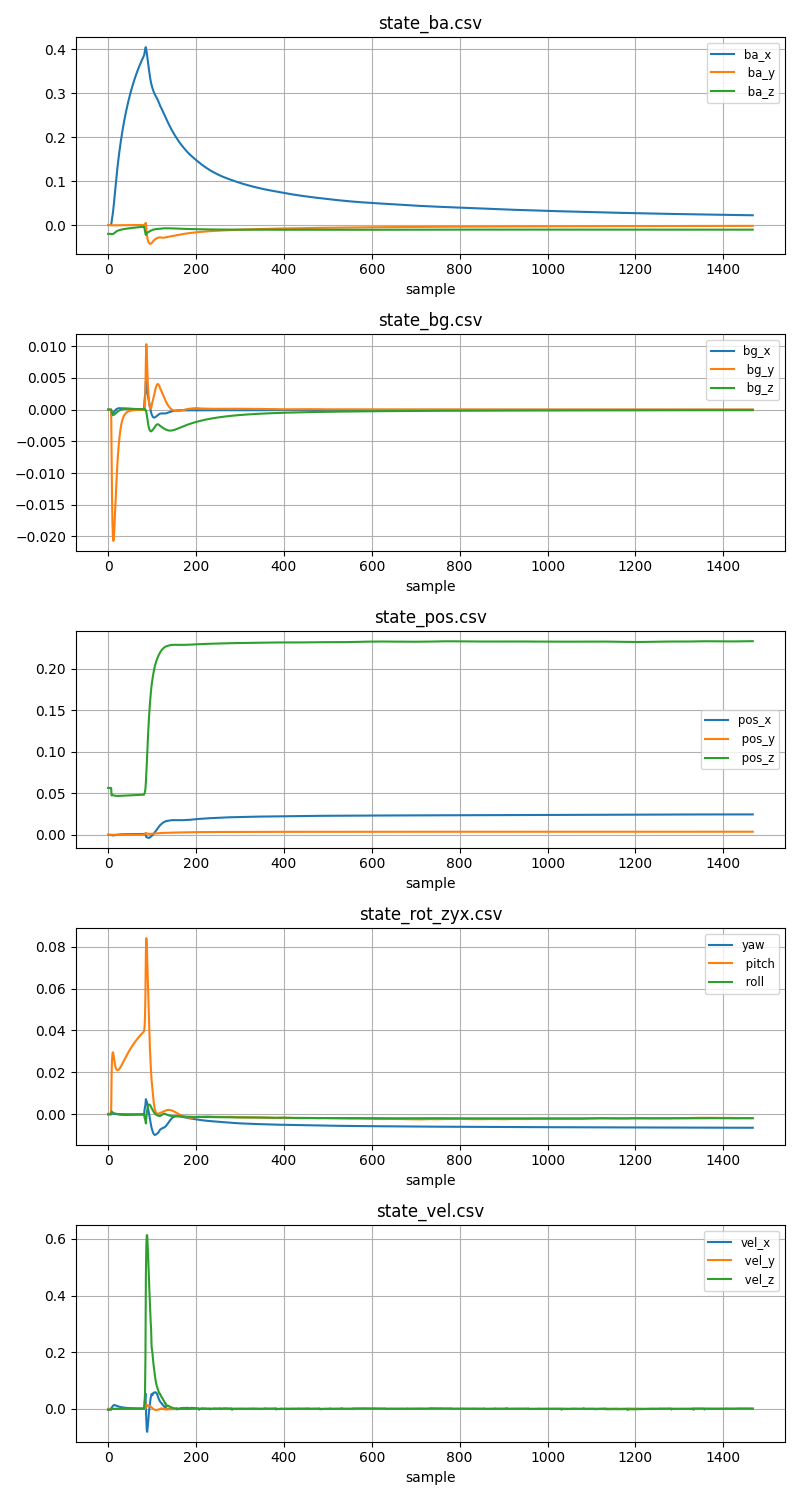 state_ba.csv
0.4
0.3
0.2
0.1
0.0
ba_x
ba_y
ba_z
0 200 400 600 800 1000 1200 1400
sample
state_bg.csv
0.010
0.005
0.000
−0.005
−0.010
−0.015
−0.020
bg_x
bg_y
bg_z
0 200 400 600 800 1000 1200 1400
sample
state_pos.csv
0.20
0.15
0.10
0.05
0.00
pos_x
pos_y
pos_z
0 200 400 600 800 1000 1200 1400
sample
state_rot_zyx.csv
0.08
0.06
0.04
0.02
0.00
yaw
pitch
roll
0 200 400 600 800 1000 1200 1400
sample
state_vel.csv
0.6
0.4
0.2
0.0
vel_x
vel_y
vel_z
0 200 400 600 800 1000 1200 1400
sample